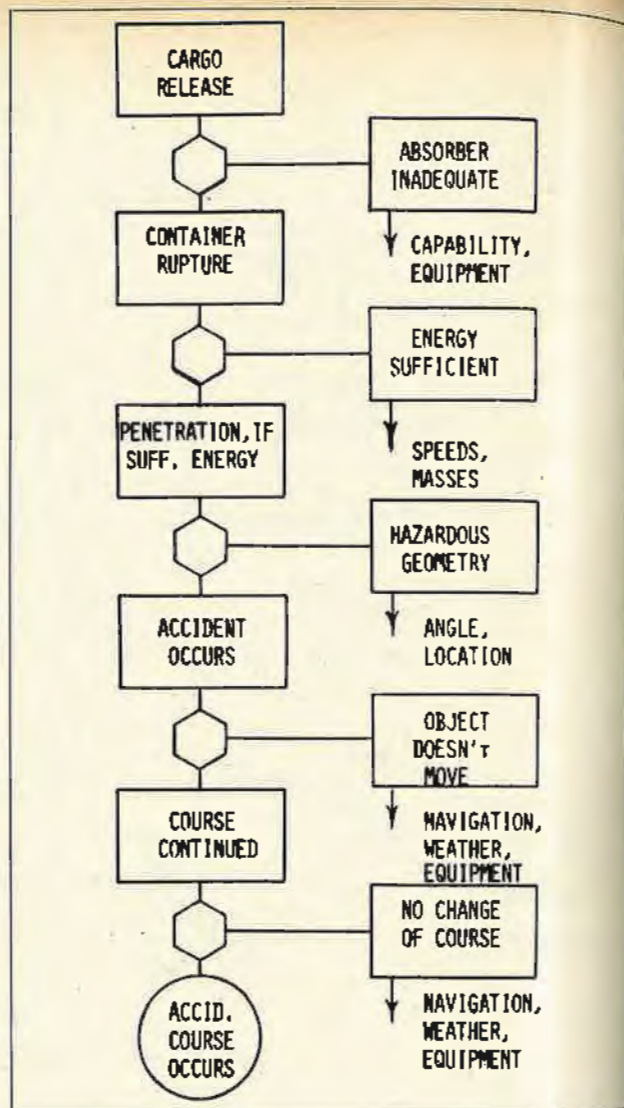 CARGO
RELEASE
ABSORBER
INADEQUATE
CAPABILITY,
EQUIPMENT
CONTAINER
RUPTURE
ENERGY
SUFFICIENT
SPEEDS,
MASSES
PENETRATION, IF
SUFF. ENERGY
HAZARDOUS
GEOMETRY
ANGLE,
LOCATION
ACCIDENT
OCCURS
OBJECT
DOESN'T
MOVE
NAVIGATION,
WEATHER,
EQUIPMENT
COURSE
CONTINUED
NO CHANGE
OF COURSE
NAVIGATION,
WEATHER,
EQUIPMENT
ACCID.
COURSE
OCCURS